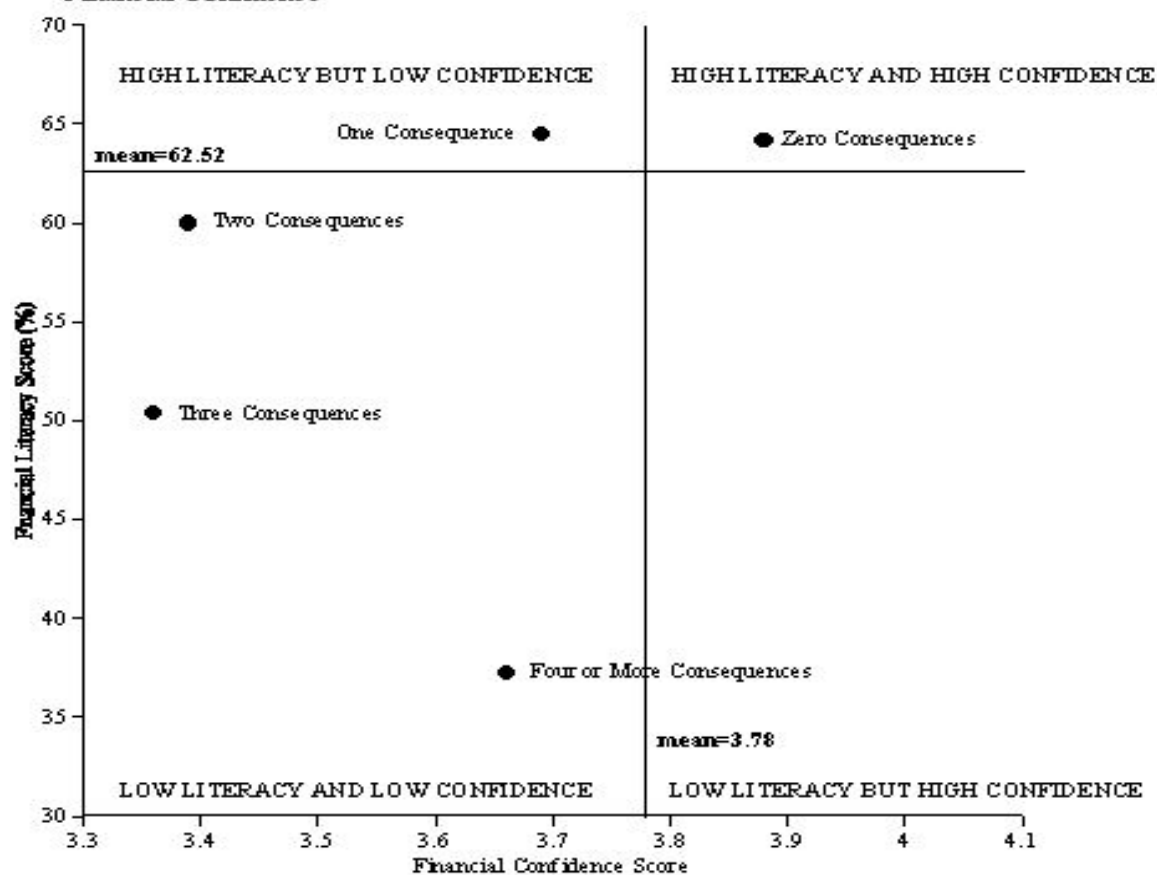 70
HIGH LITERACY BUT LOW CONFIDENCE
HIGH LITERACY AND HIGH CONFIDENCE
65
One Consequence
Zero Consequences
mean=62.52
60
Two Consequences
55
Financial Literacy Score (%)
50
Three Consequences
45
40
Four or More Consequences
35
mean=3.78
LOW LITERACY AND LOW CONFIDENCE
LOW LITERACY BUT HIGH CONFIDENCE
30
3.3 3.4 3.5 3.6 3.7 3.8 3.9 4 4.1
Financial Confidence Score